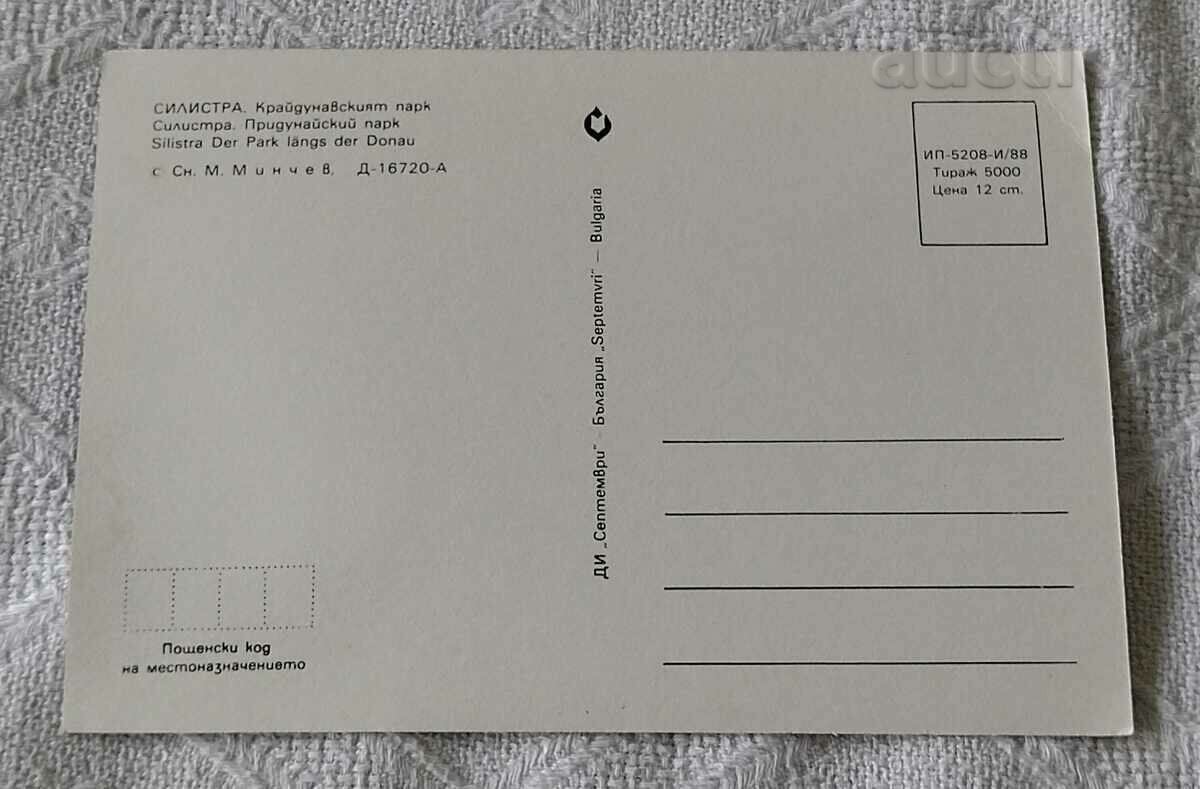 СИЛИСТРА. Крайдунавският парк
Силистра. Придунайский парк
Silistra Der Park längs der Donau
с Сн. М. Минчев, Д-16720-А
ДИ „Септември" - България „Septemvri" — Bulgaria
ИП-5208-И/88
Тираж 5000
Цена 12 ст.
Пощенски код
на местоназначението
aucti